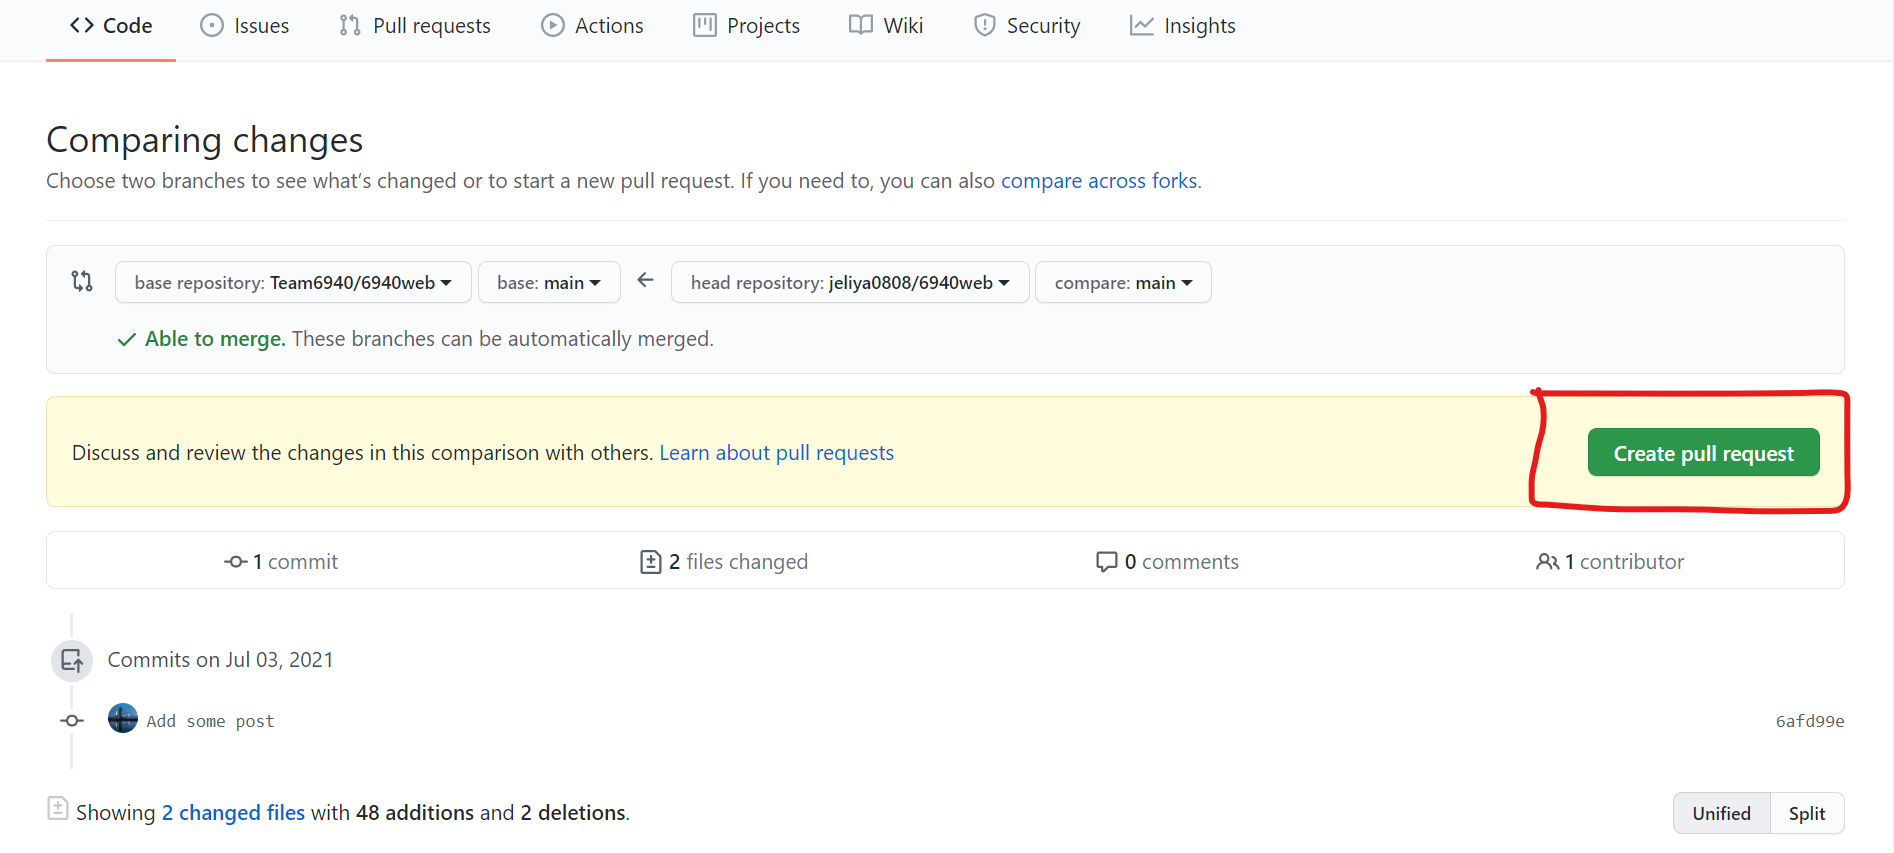 Code Issues Pull requests Actions Projects Wiki Security Insights
Comparing changes
Choose two branches to see what's changed or to start a new pull request. If you need to, you can also compare across forks.
base repository: Team6940/6940web base: main head repository: jeliya0808/6940web compare: main
Able to merge. These branches can be automatically merged.
Discuss and review the changes in this comparison with others. Learn about pull requests Create pull request
1 commit 2 files changed 0 comments 1 contributor
Commits on Jul 03, 2021
Add some post 6afd99e
Showing 2 changed files with 48 additions and 2 deletions. Unified Split